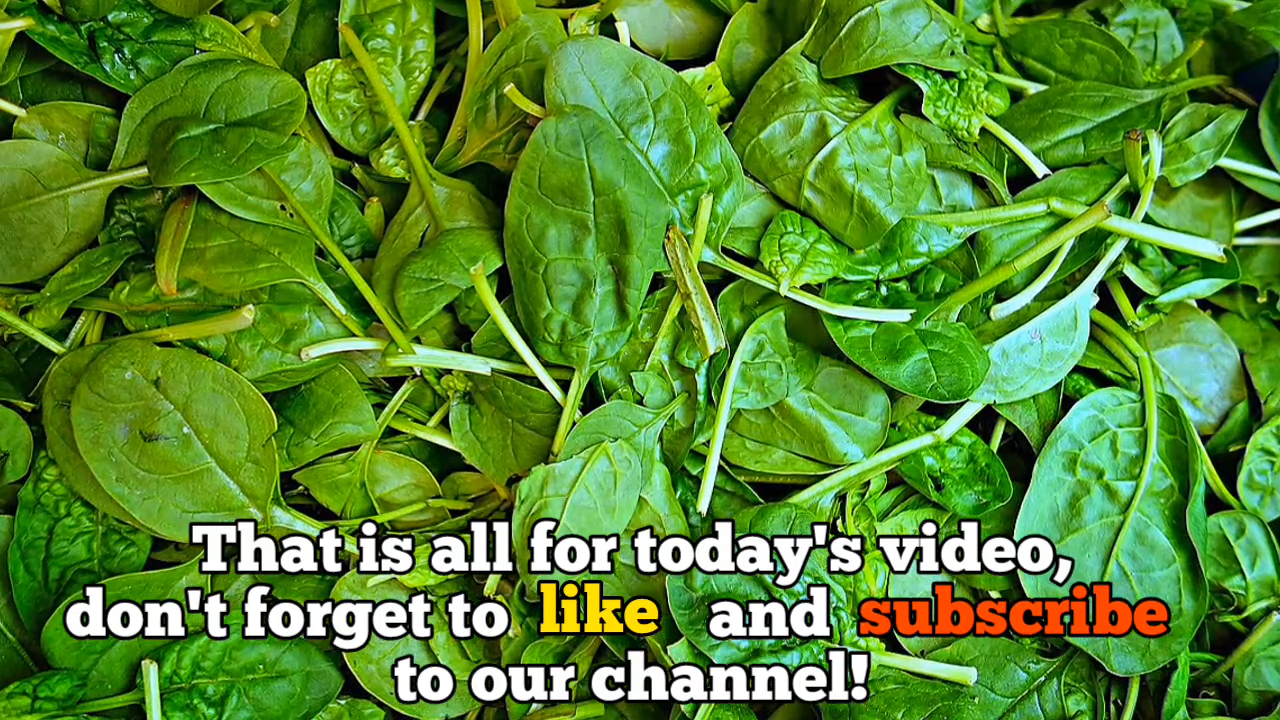 That is all for today's video,
don't forget to like and subscribe
to our channel!